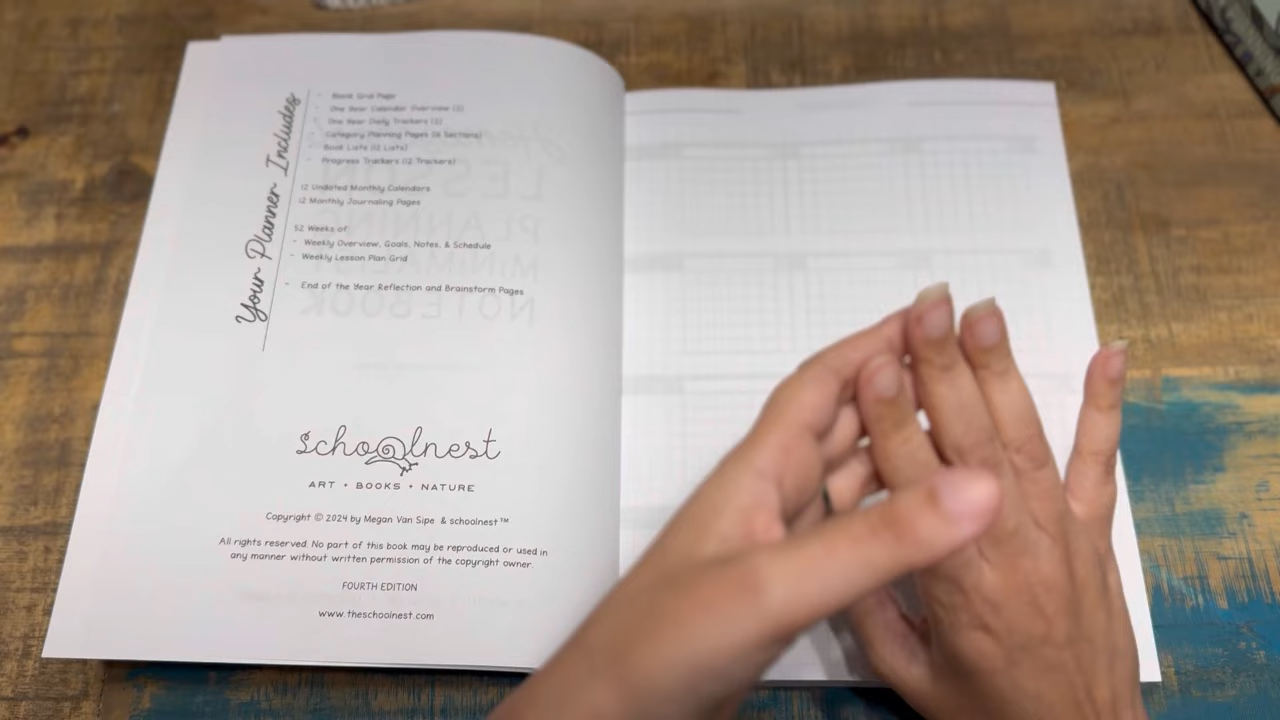 Your Planner Includes
- Blank Grid Page
- One Year Calendar Overview (2)
- One Year Daily Trackers (2)
- Category Planning Pages (16 Sections)
- Book Lists (12 Lists)
- Progress Trackers (12 Trackers)
12 Undated Monthly Calendars
12 Monthly Journaling Pages
52 Weeks of
- Weekly Overview, Goals, Notes, & Schedule
- Weekly Lesson Plan Grid
- End of the Year Reflection and Brainstorm Pages
schoolnest
ART + BOOKS + NATURE
Copyright © 2024 by Megan Van Sipe & schoolnest™
All rights reserved. No part of this book may be reproduced or used in
any manner without written permission of the copyright owner.
FOURTH EDITION
www.theschoolnest.com